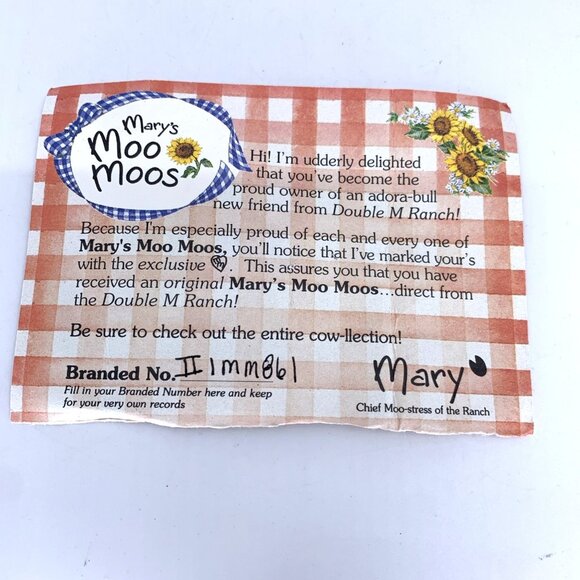 Mary's
Moo
Moos
Hi! I'm udderly delighted
that you've become the
proud owner of an adora-bull
new friend from Double M Ranch!
Because I'm especially proud of each and every one of
Mary's Moo Moos, you'll notice that I've marked your's
with the exclusive . This assures you that you have
received an original Mary's Moo Moos...direct from
the Double M Ranch!
Be sure to check out the entire cow-llection!
Branded No. II1mm861
Fill in your Branded Number here and keep
for your very own records
Mary
Chief Moo-stress of the Ranch